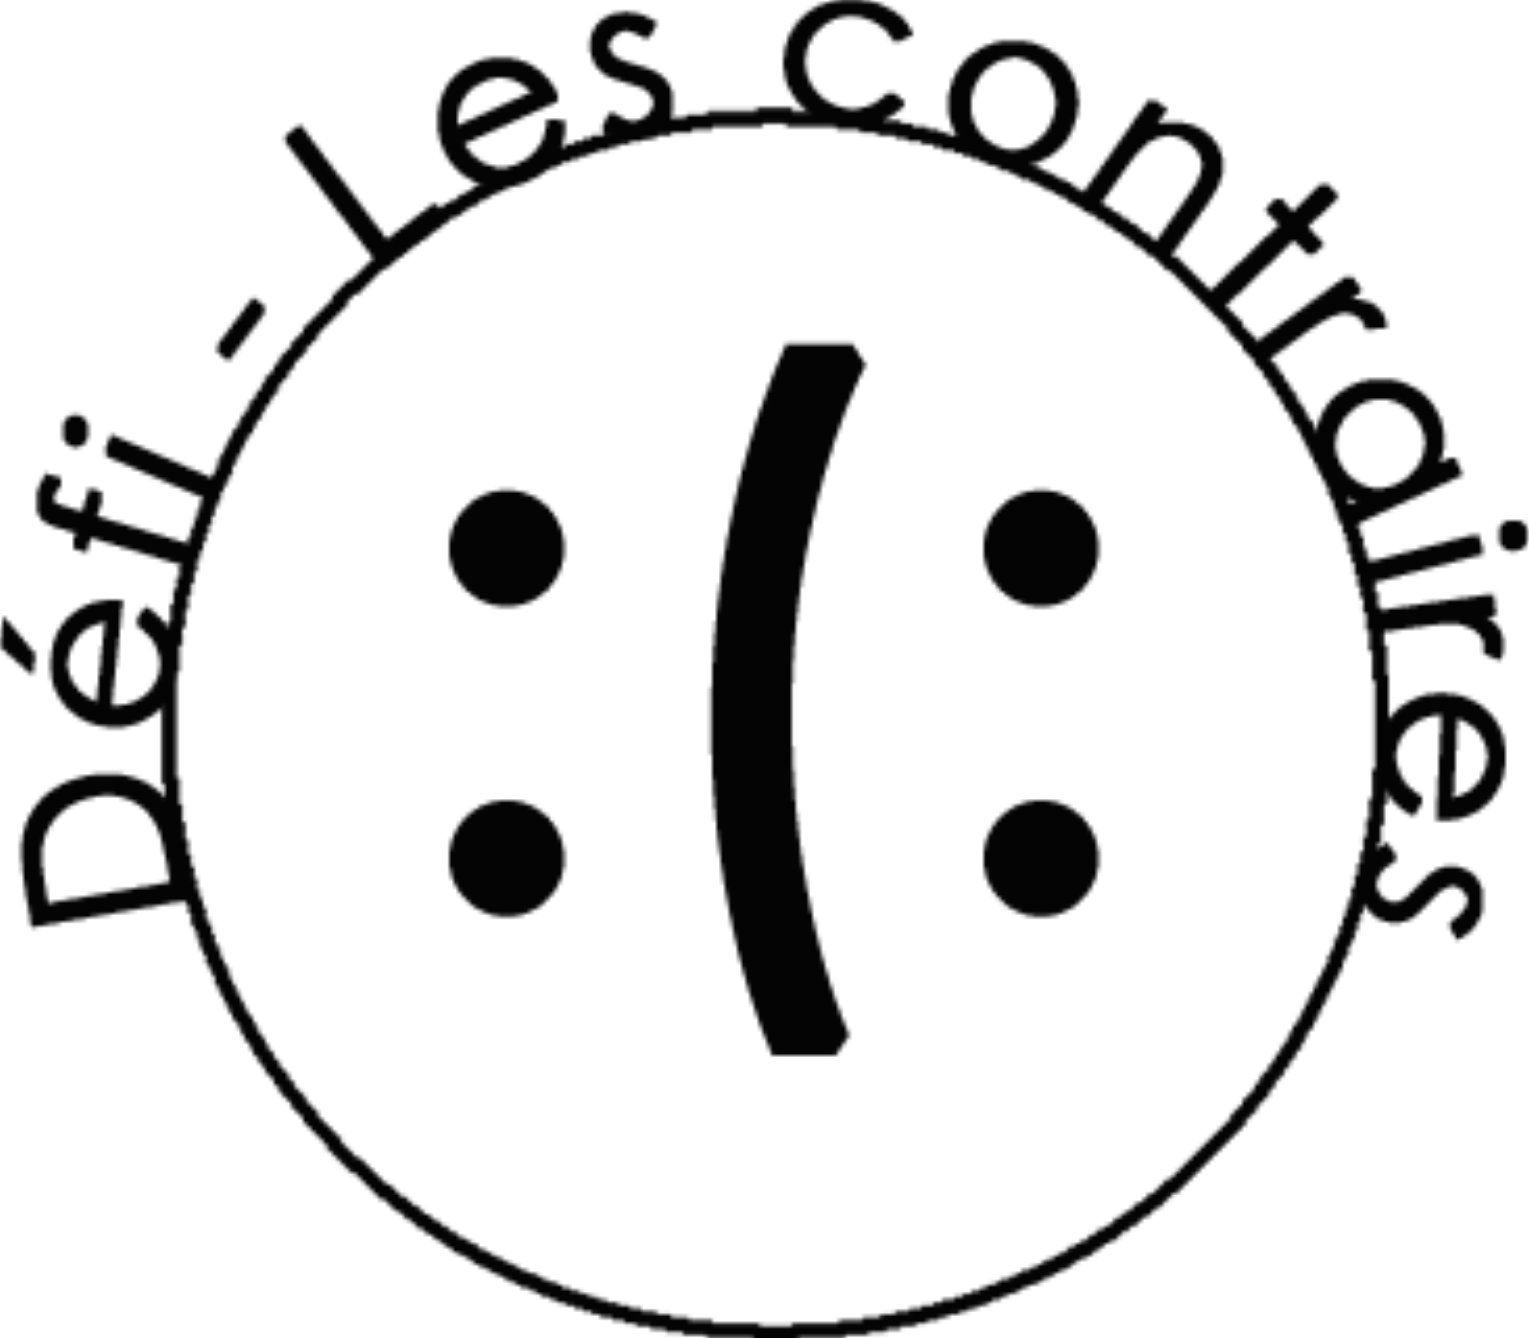 Défi - les contraires
:(: